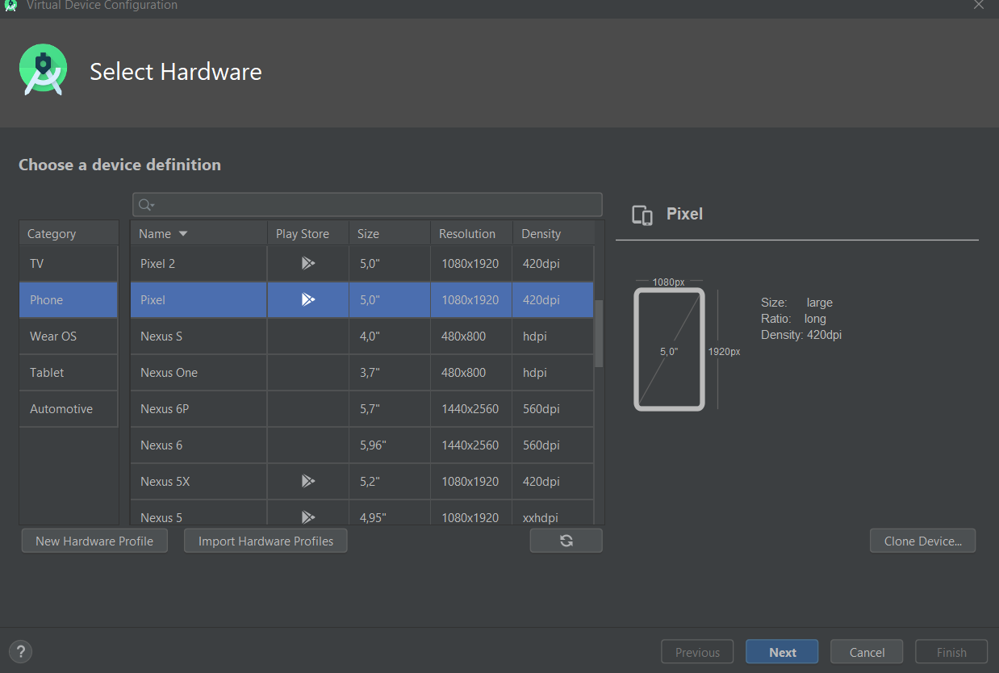 Virtual Device Configuration
Select Hardware
Choose a device definition
Category
TV
Phone
Wear OS
Tablet
Automotive
Name Play Store Size Resolution Density
Pixel 2 5,0" 1080x1920 420dpi
Pixel 5,0" 1080x1920 420dpi
Nexus S 4,0" 480x800 hdpi
Nexus One 3,7" 480x800 hdpi
Nexus 6P 5,7" 1440x2560 560dpi
Nexus 6 5,96" 1440x2560 560dpi
Nexus 5X 5,2" 1080x1920 420dpi
Nexus 5 4,95" 1080x1920 xxhdpi
New Hardware Profile Import Hardware Profiles
Pixel
1080px
5,0"
1920px
Size: large
Ratio: long
Density: 420dpi
Clone Device...
? Previous Next Cancel Finish